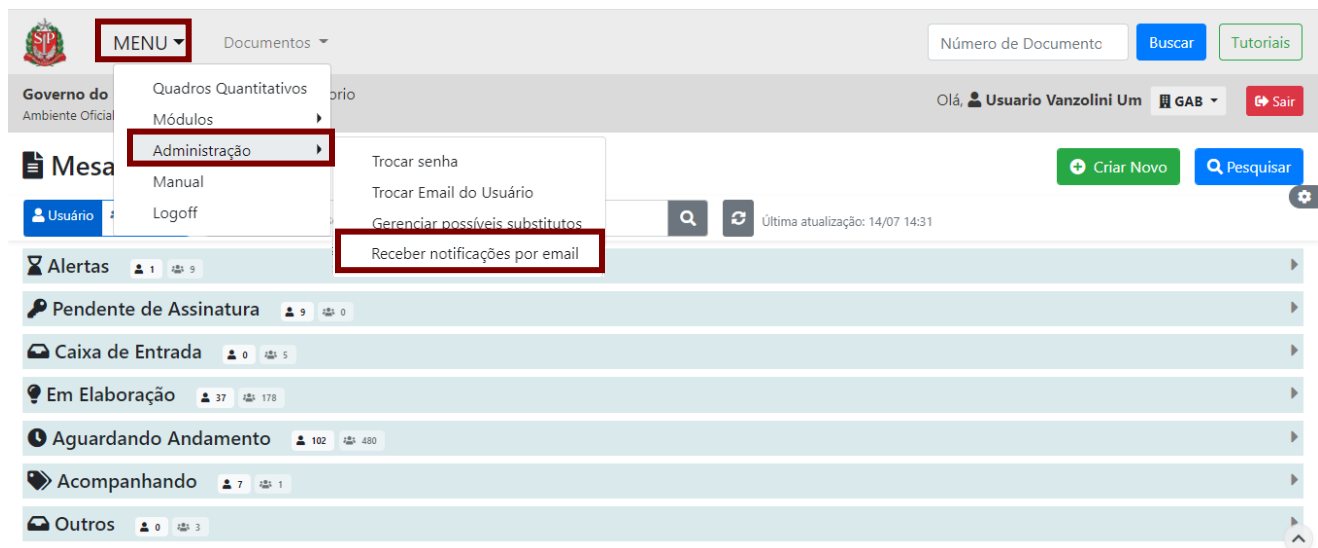 SP
MENU
Documentos
Número de Documento
Buscar
Tutoriais
Governo do
orio
Ambiente Oficial
Olá, Usuario Vanzolini Um
GAB
Sair
Quadros Quantitativos
Módulos
Administração
Manual
Logoff
Trocar senha
Trocar Email do Usuário
Gerenciar possíveis substitutos
Receber notificações por email
Mesa
Criar Novo
Pesquisar
Usuário
Última atualização: 14/07 14:31
Alertas 1 9
Pendente de Assinatura 9 0
Caixa de Entrada 0 5
Em Elaboração 37 178
Aguardando Andamento 102 480
Acompanhando 7 1
Outros 0 3